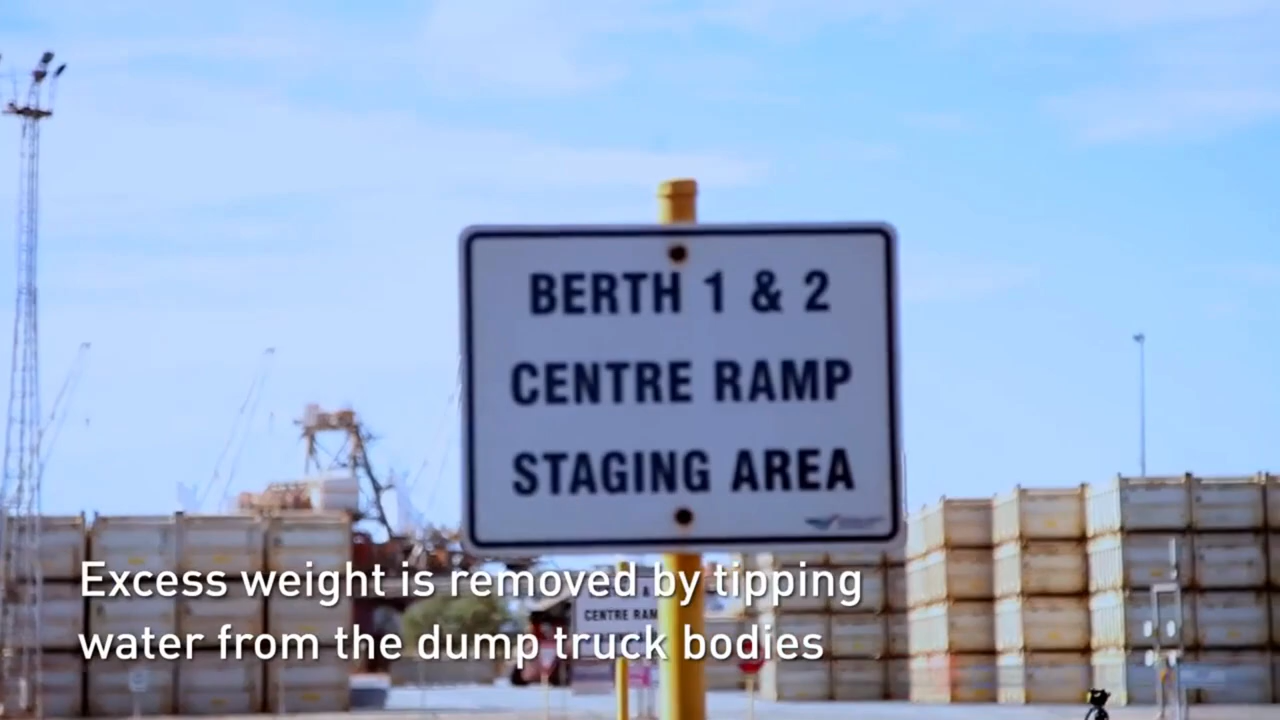 BERTH 1 & 2
CENTRE RAMP
STAGING AREA
Excess weight is removed by tipping
water from the dump truck bodies
CENTRE RAM